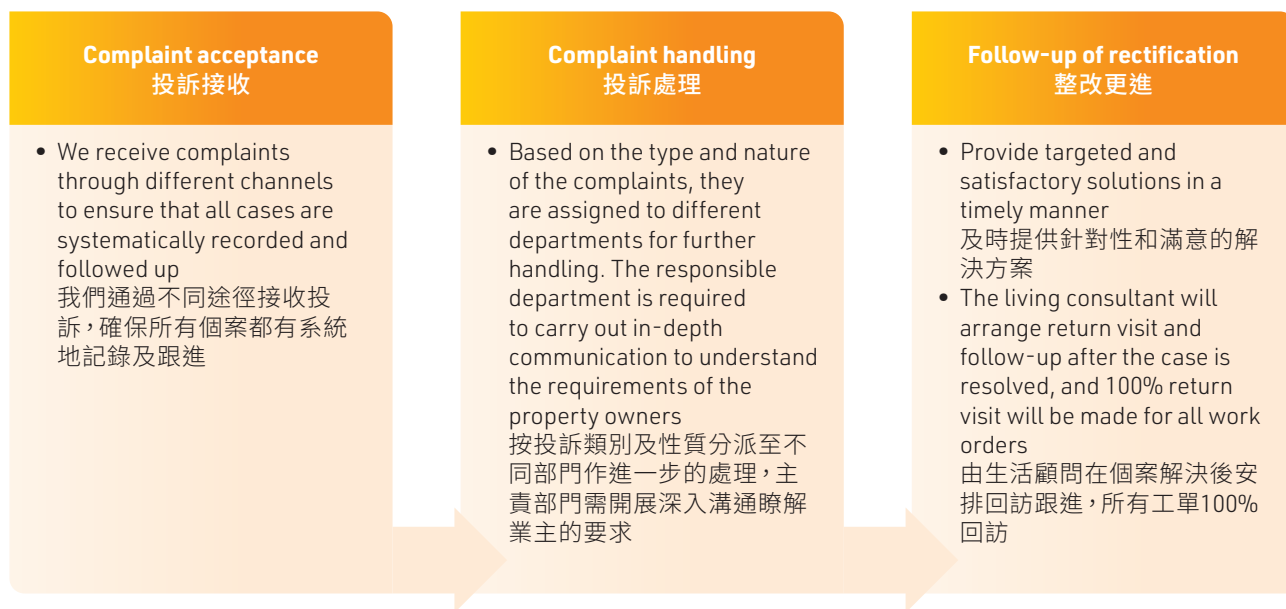 Complaint acceptance
投訴接收
• We receive complaints
through different channels
to ensure that all cases are
systematically recorded and
followed up
我們通過不同途徑接收投
訴，確保所有個案都有系統
地記錄及跟進
Complaint handling
投訴處理
• Based on the type and nature
of the complaints, they
are assigned to different
departments for further
handling. The responsible
department is required
to carry out in-depth
communication to understand
the requirements of the
property owners
按投訴類別及性質分派至不
同部門作進一步的處理，主
責部門需開展深入溝通瞭解
業主的要求
Follow-up of rectification
整改更進
• Provide targeted and
satisfactory solutions in a
timely manner
及時提供針對性和滿意的解
決方案
• The living consultant will
arrange return visit and
follow-up after the case is
resolved, and 100% return
visit will be made for all work
orders
由生活顧問在個案解決後安
排回訪跟進，所有工單100%
回訪